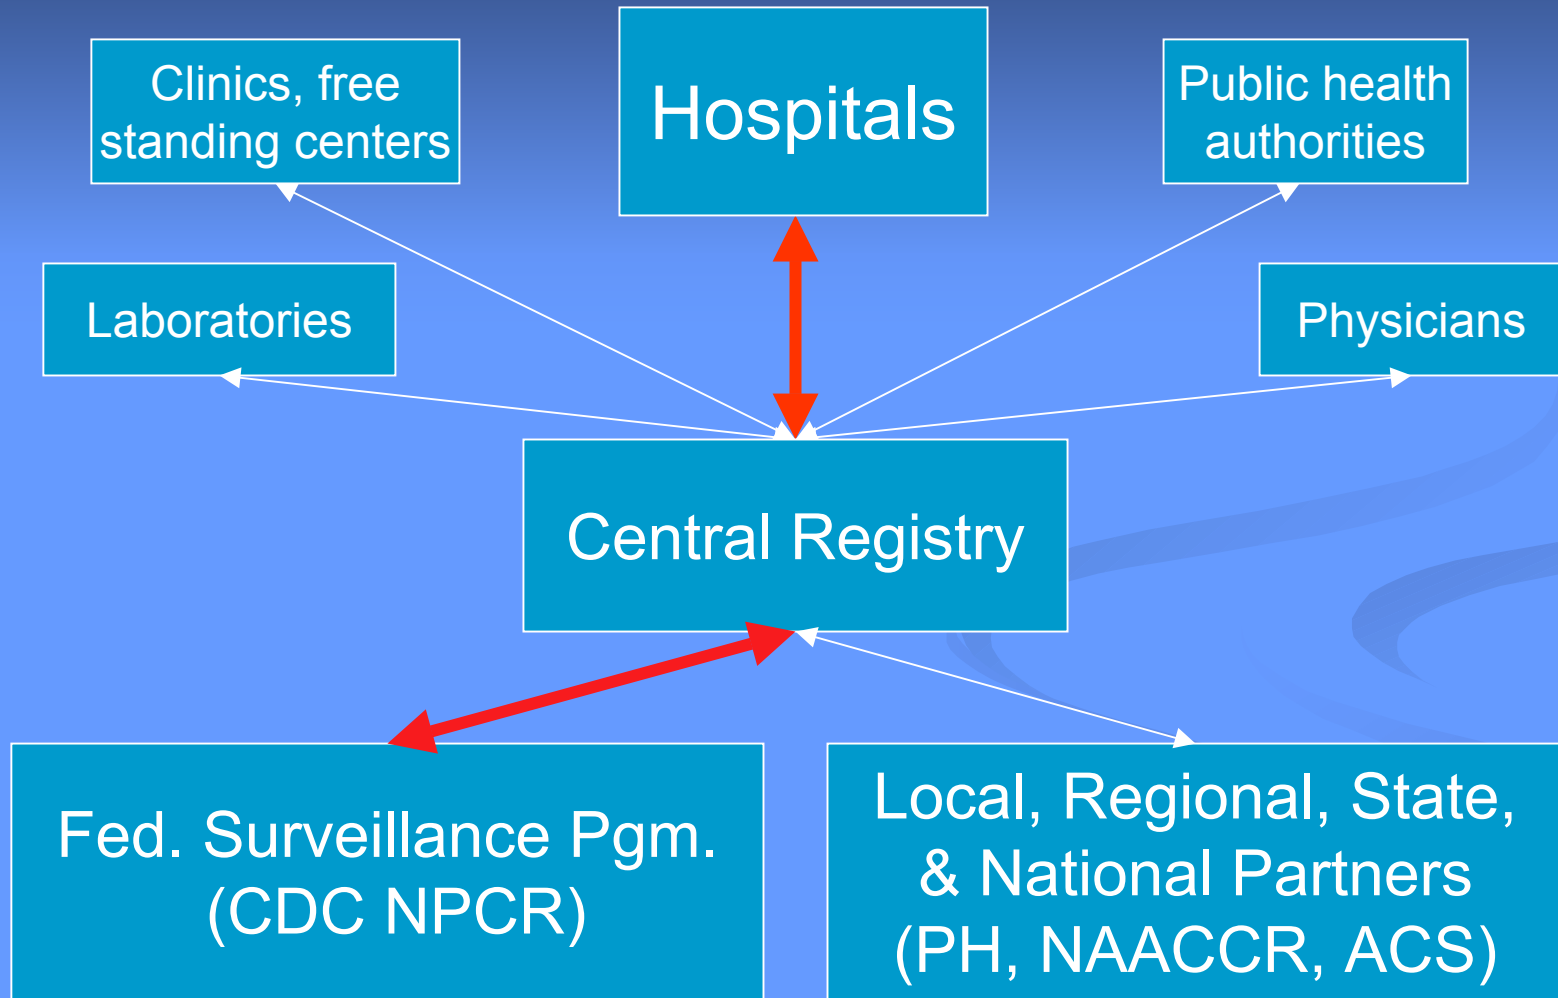 Clinics, free
standing centers
Hospitals
Public health
authorities
Laboratories
Physicians
Central Registry
Fed. Surveillance Pgm.
(CDC NPCR)
Local, Regional, State,
& National Partners
(PH, NAACCR, ACS)